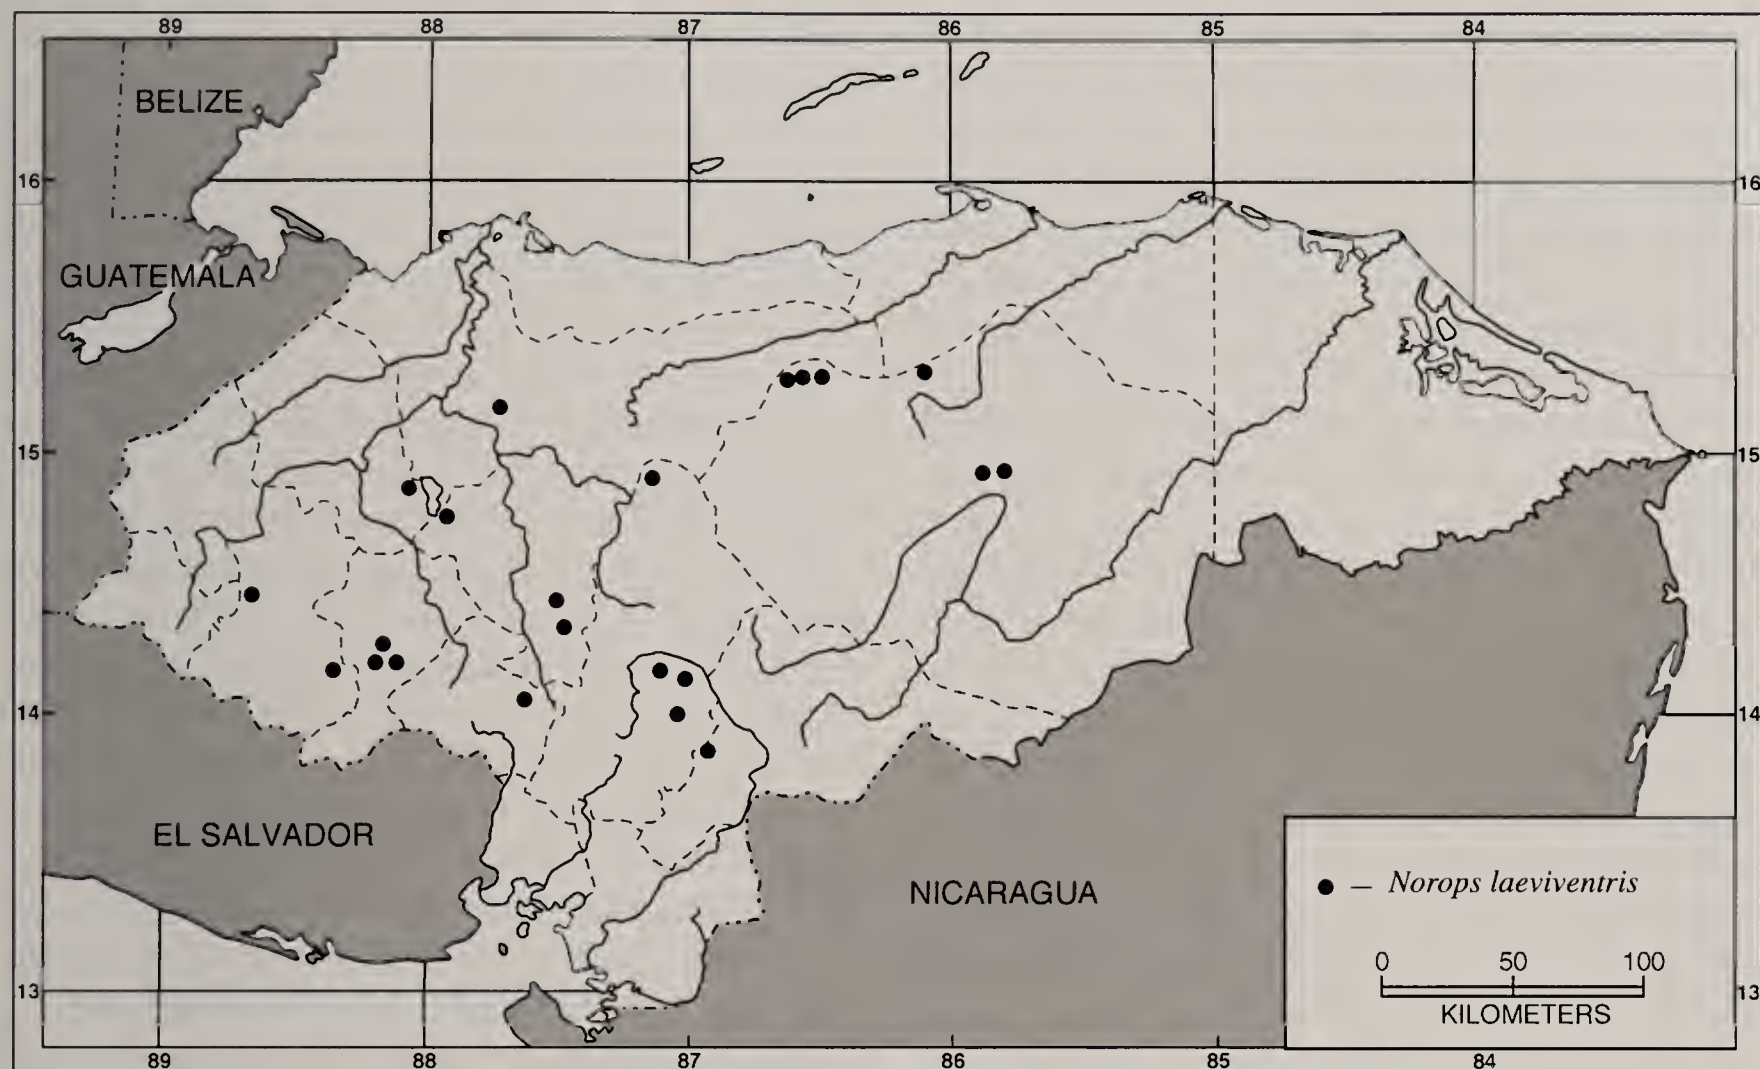 89 88 87 86 85 84
BELIZE
16 16
GUATEMALA
15 15
14 14
EL SALVADOR
NICARAGUA
● – Norops laeviventris
0 50 100
KILOMETERS
13 13
89 88 87 86 85 84